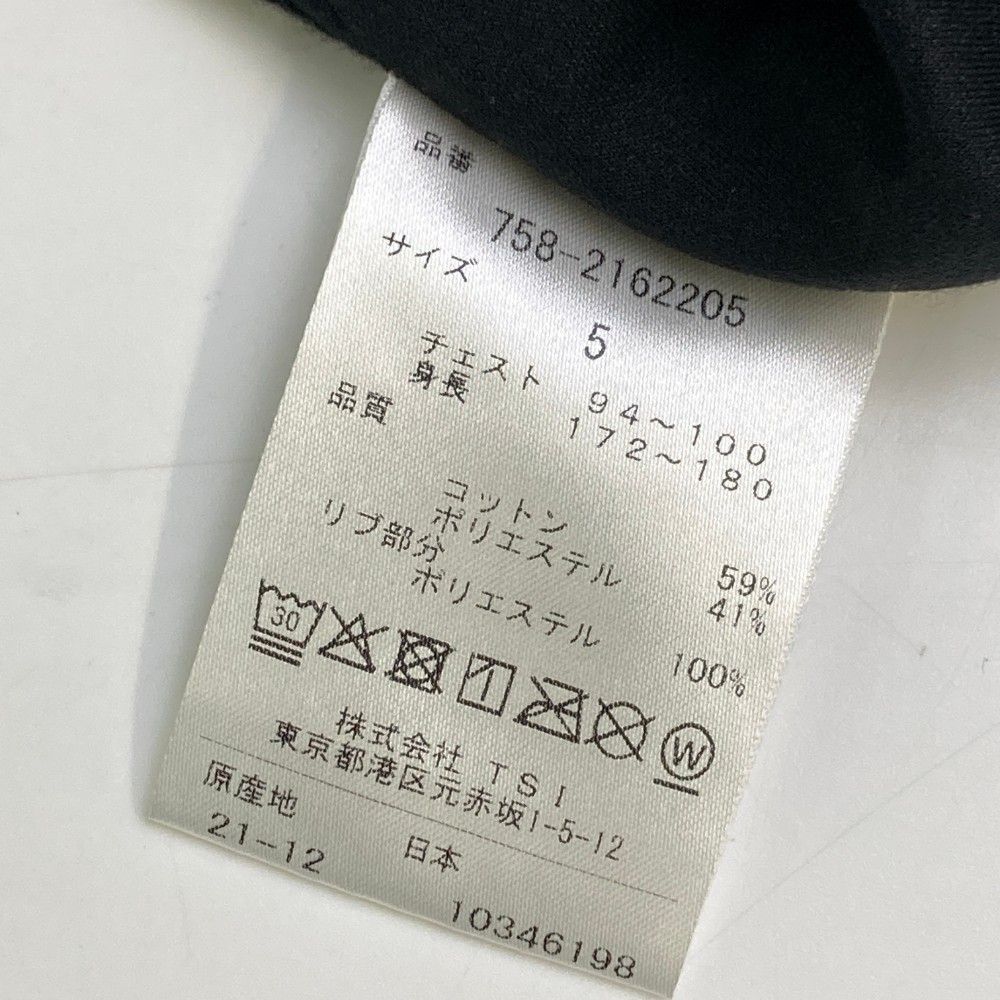 品番
758-2162205
サイズ
5
チェスト 94～100
身長 172～180
品質
コットン 59%
ポリエステル 41%
リブ部分
ポリエステル 100%
30 1 W
株式会社 TSI
東京都港区元赤坂1-5-12
原産地 日本
21-12 10346198